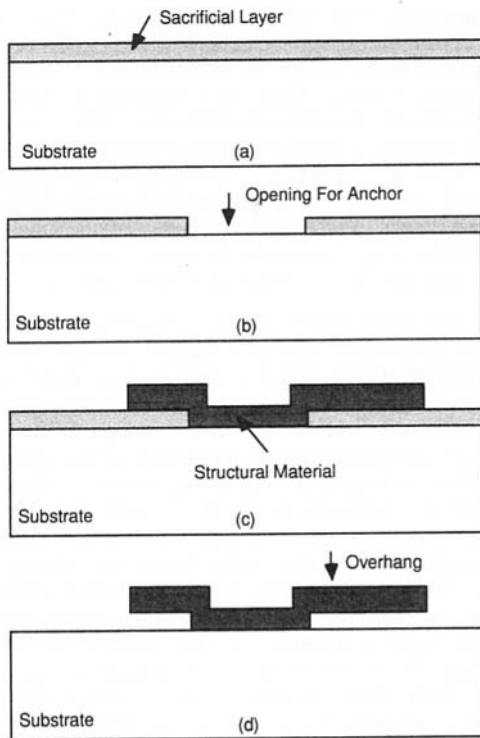 Sacrificial Layer
Substrate
(a)
Opening For Anchor
Substrate
(b)
Structural Material
Substrate
(c)
Overhang
Substrate
(d)